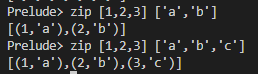 Prelude> zip [1,2,3] ['a','b']
[(1,'a'),(2,'b')]
Prelude> zip [1,2,3] ['a','b','c']
[(1,'a'),(2,'b'),(3,'c')]